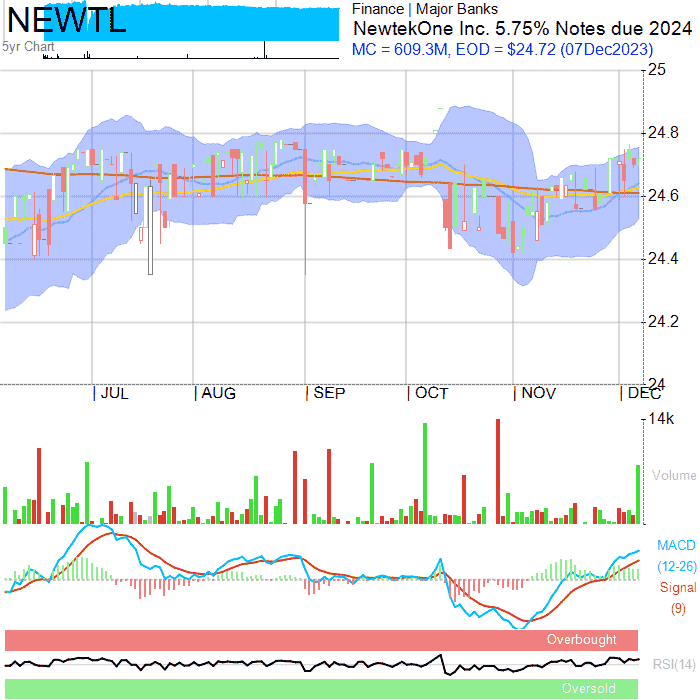 NEWTL
5yr Chart
Finance | Major Banks
NewtekOne Inc. 5.75% Notes due 2024
MC = 609.3M, EOD = $24.72 (07Dec2023)
25
24.8
24.6
24.4
24.2
24
JUL AUG SEP OCT NOV DEC
14k
Volume
MACD
(12-26)
Signal
(9)
Overbought
RSI(14)
Oversold